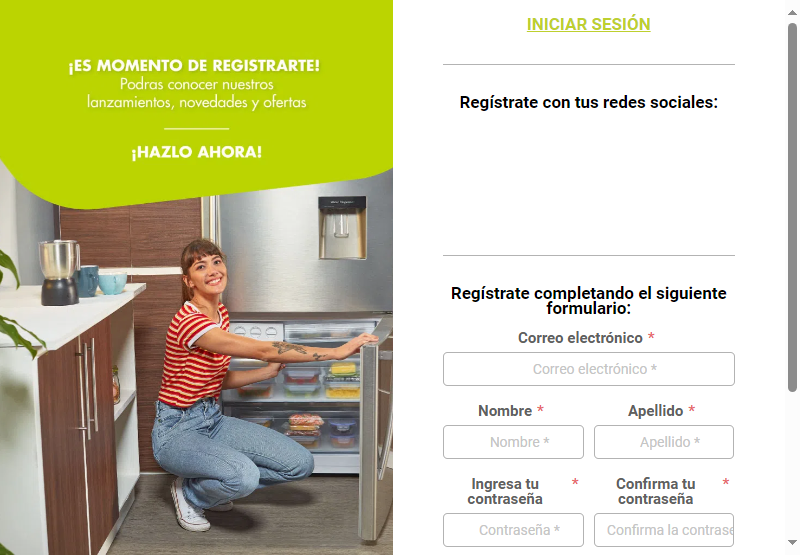 ¡ES MOMENTO DE REGISTRARTE!
Podras conocer nuestros
lanzamientos, novedades y ofertas
¡HAZLO AHORA!
INICIAR SESIÓN
Regístrate con tus redes sociales:
Regístrate completando el siguiente
formulario:
Correo electrónico *
Correo electrónico *
Nombre * Apellido *
Nombre * Apellido *
Ingresa tu * Confirma tu *
contraseña contraseña
Contraseña * Confirma la contrase